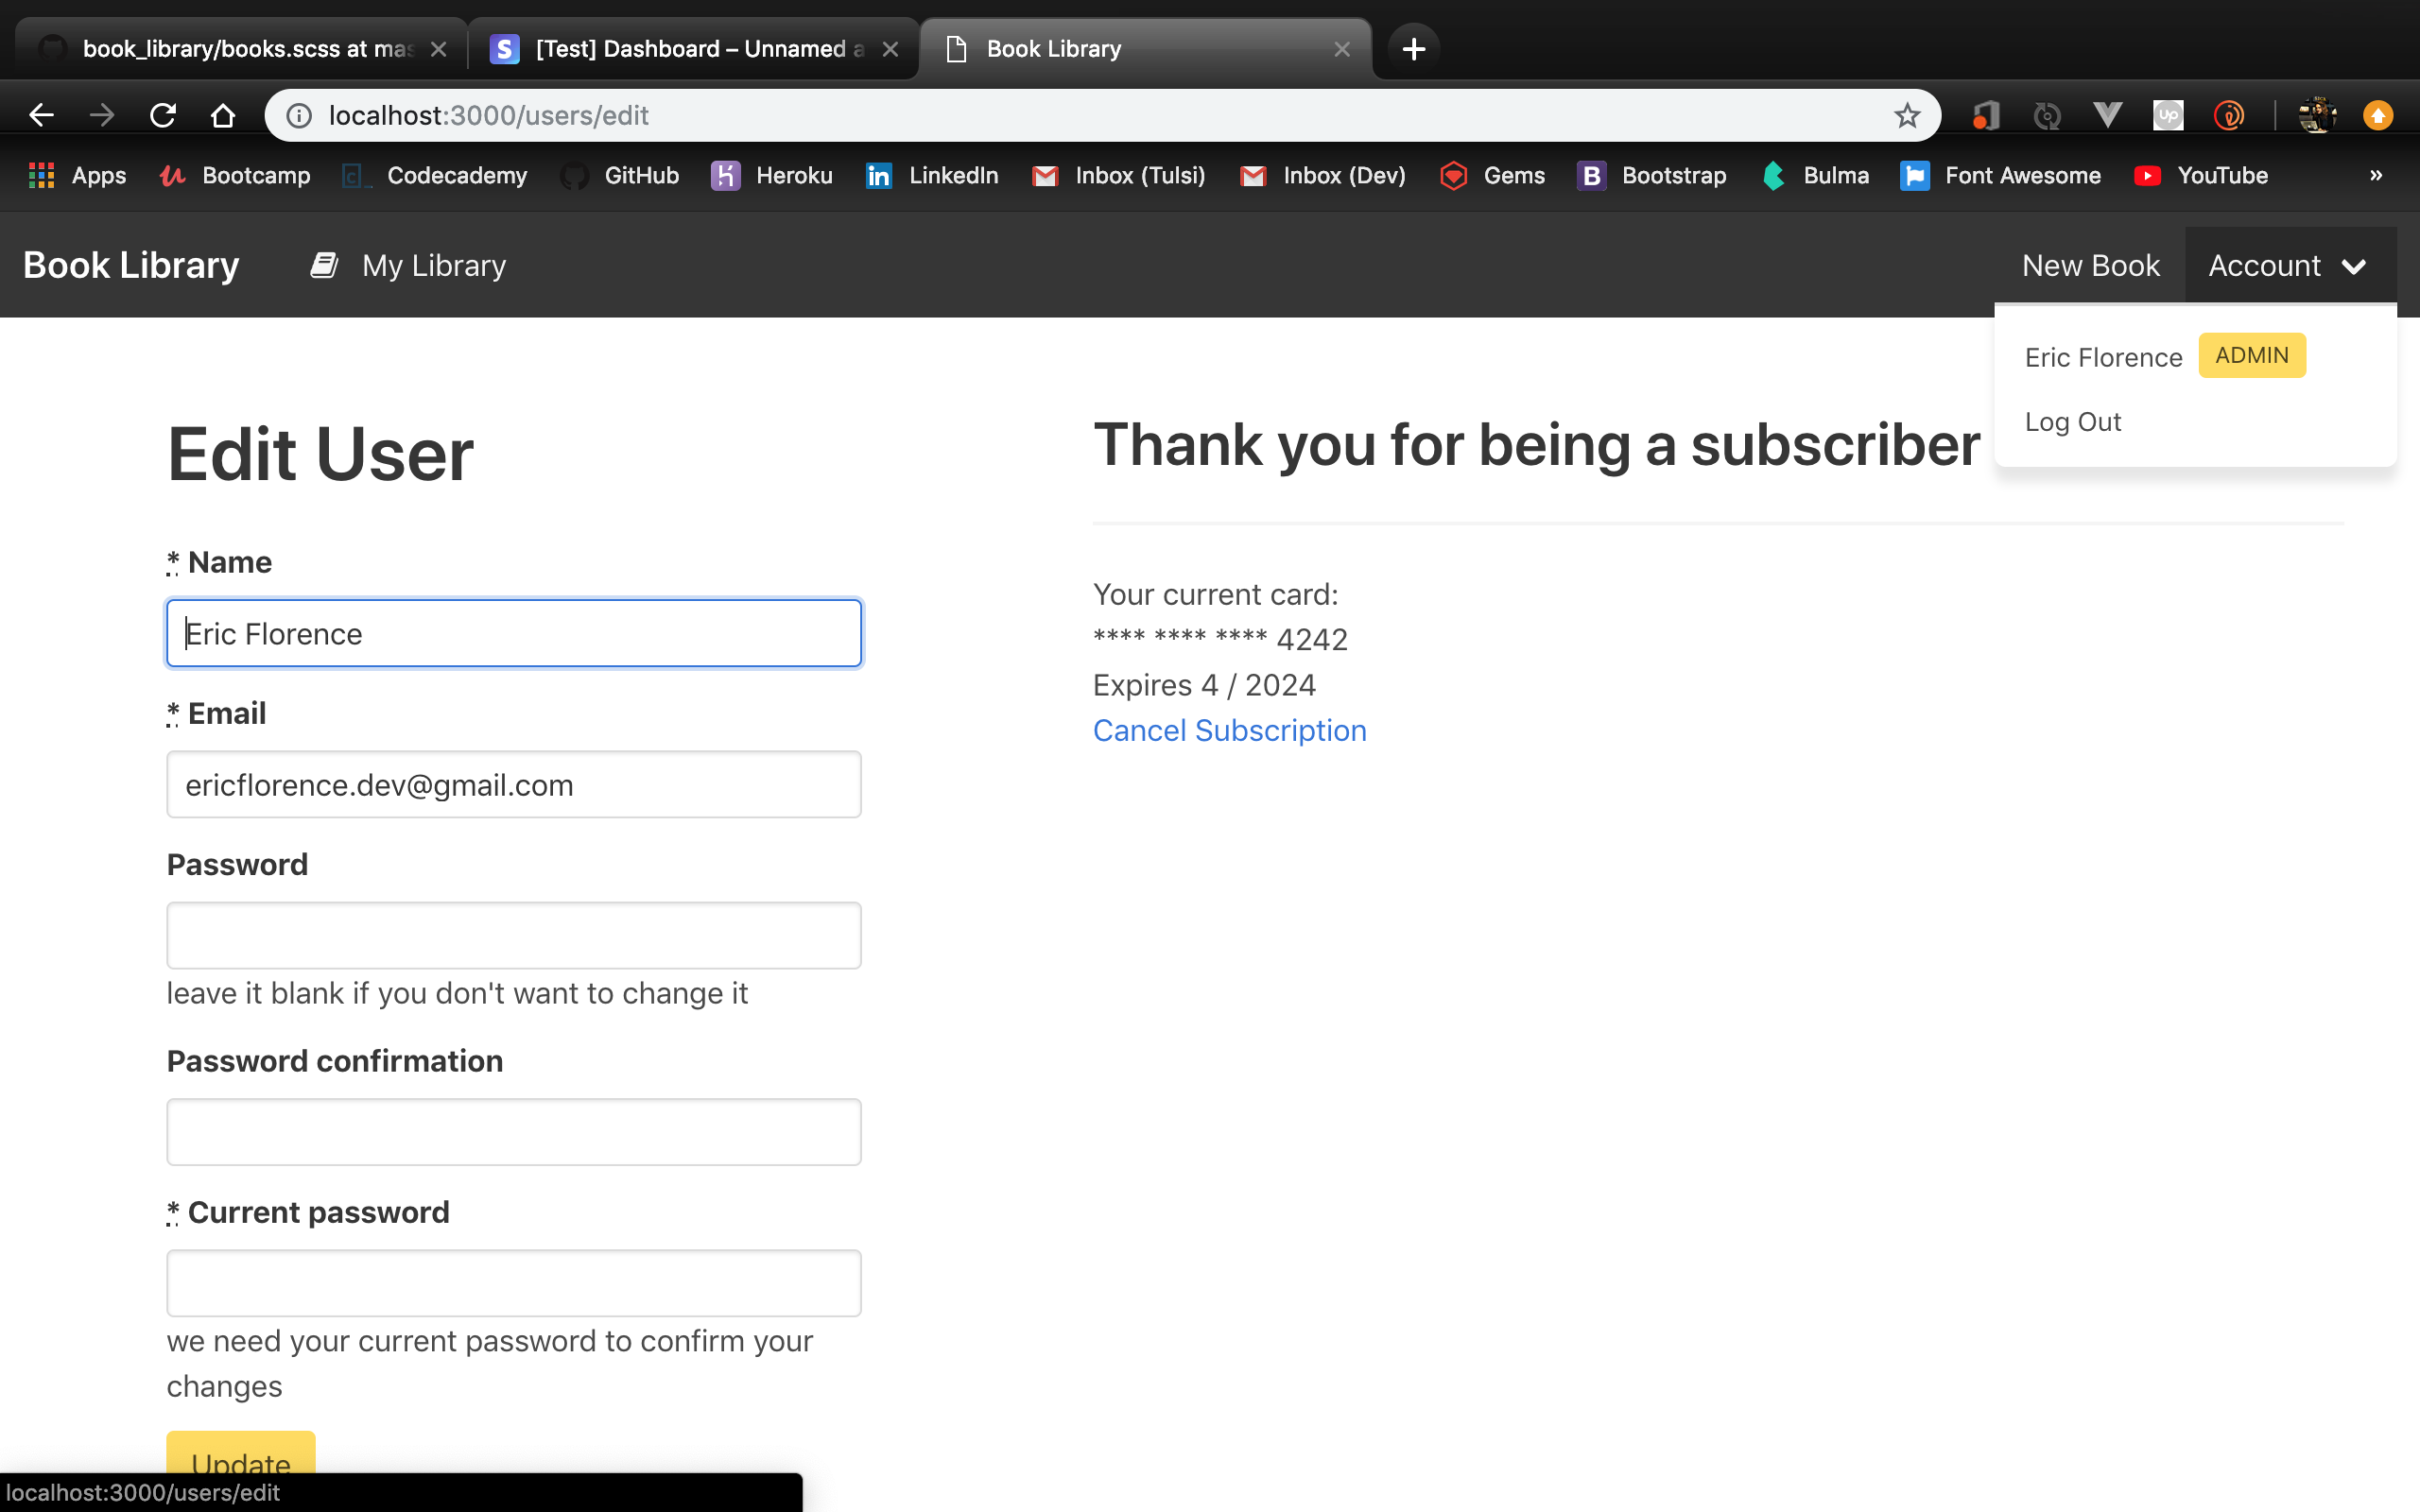 book_library/books.scss at mas
[Test] Dashboard – Unnamed a
Book Library
localhost:3000/users/edit
Apps
Bootcamp
Codecademy
GitHub
Heroku
LinkedIn
Inbox (Tulsi)
Inbox (Dev)
Gems
Bootstrap
Bulma
Font Awesome
YouTube
»
Book Library
My Library
New Book
Account
Eric Florence ADMIN
Log Out
Edit User
* Name
Eric Florence
* Email
ericflorence.dev@gmail.com
Password
leave it blank if you don't want to change it
Password confirmation
* Current password
we need your current password to confirm your
changes
Update
Thank you for being a subscriber
Your current card:
**** **** **** 4242
Expires 4 / 2024
Cancel Subscription
localhost:3000/users/edit